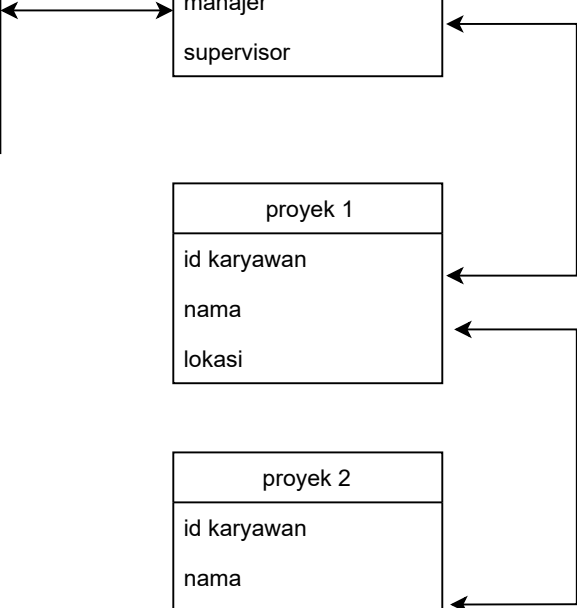 manajer
supervisor
proyek 1
id karyawan
nama
lokasi
proyek 2
id karyawan
nama